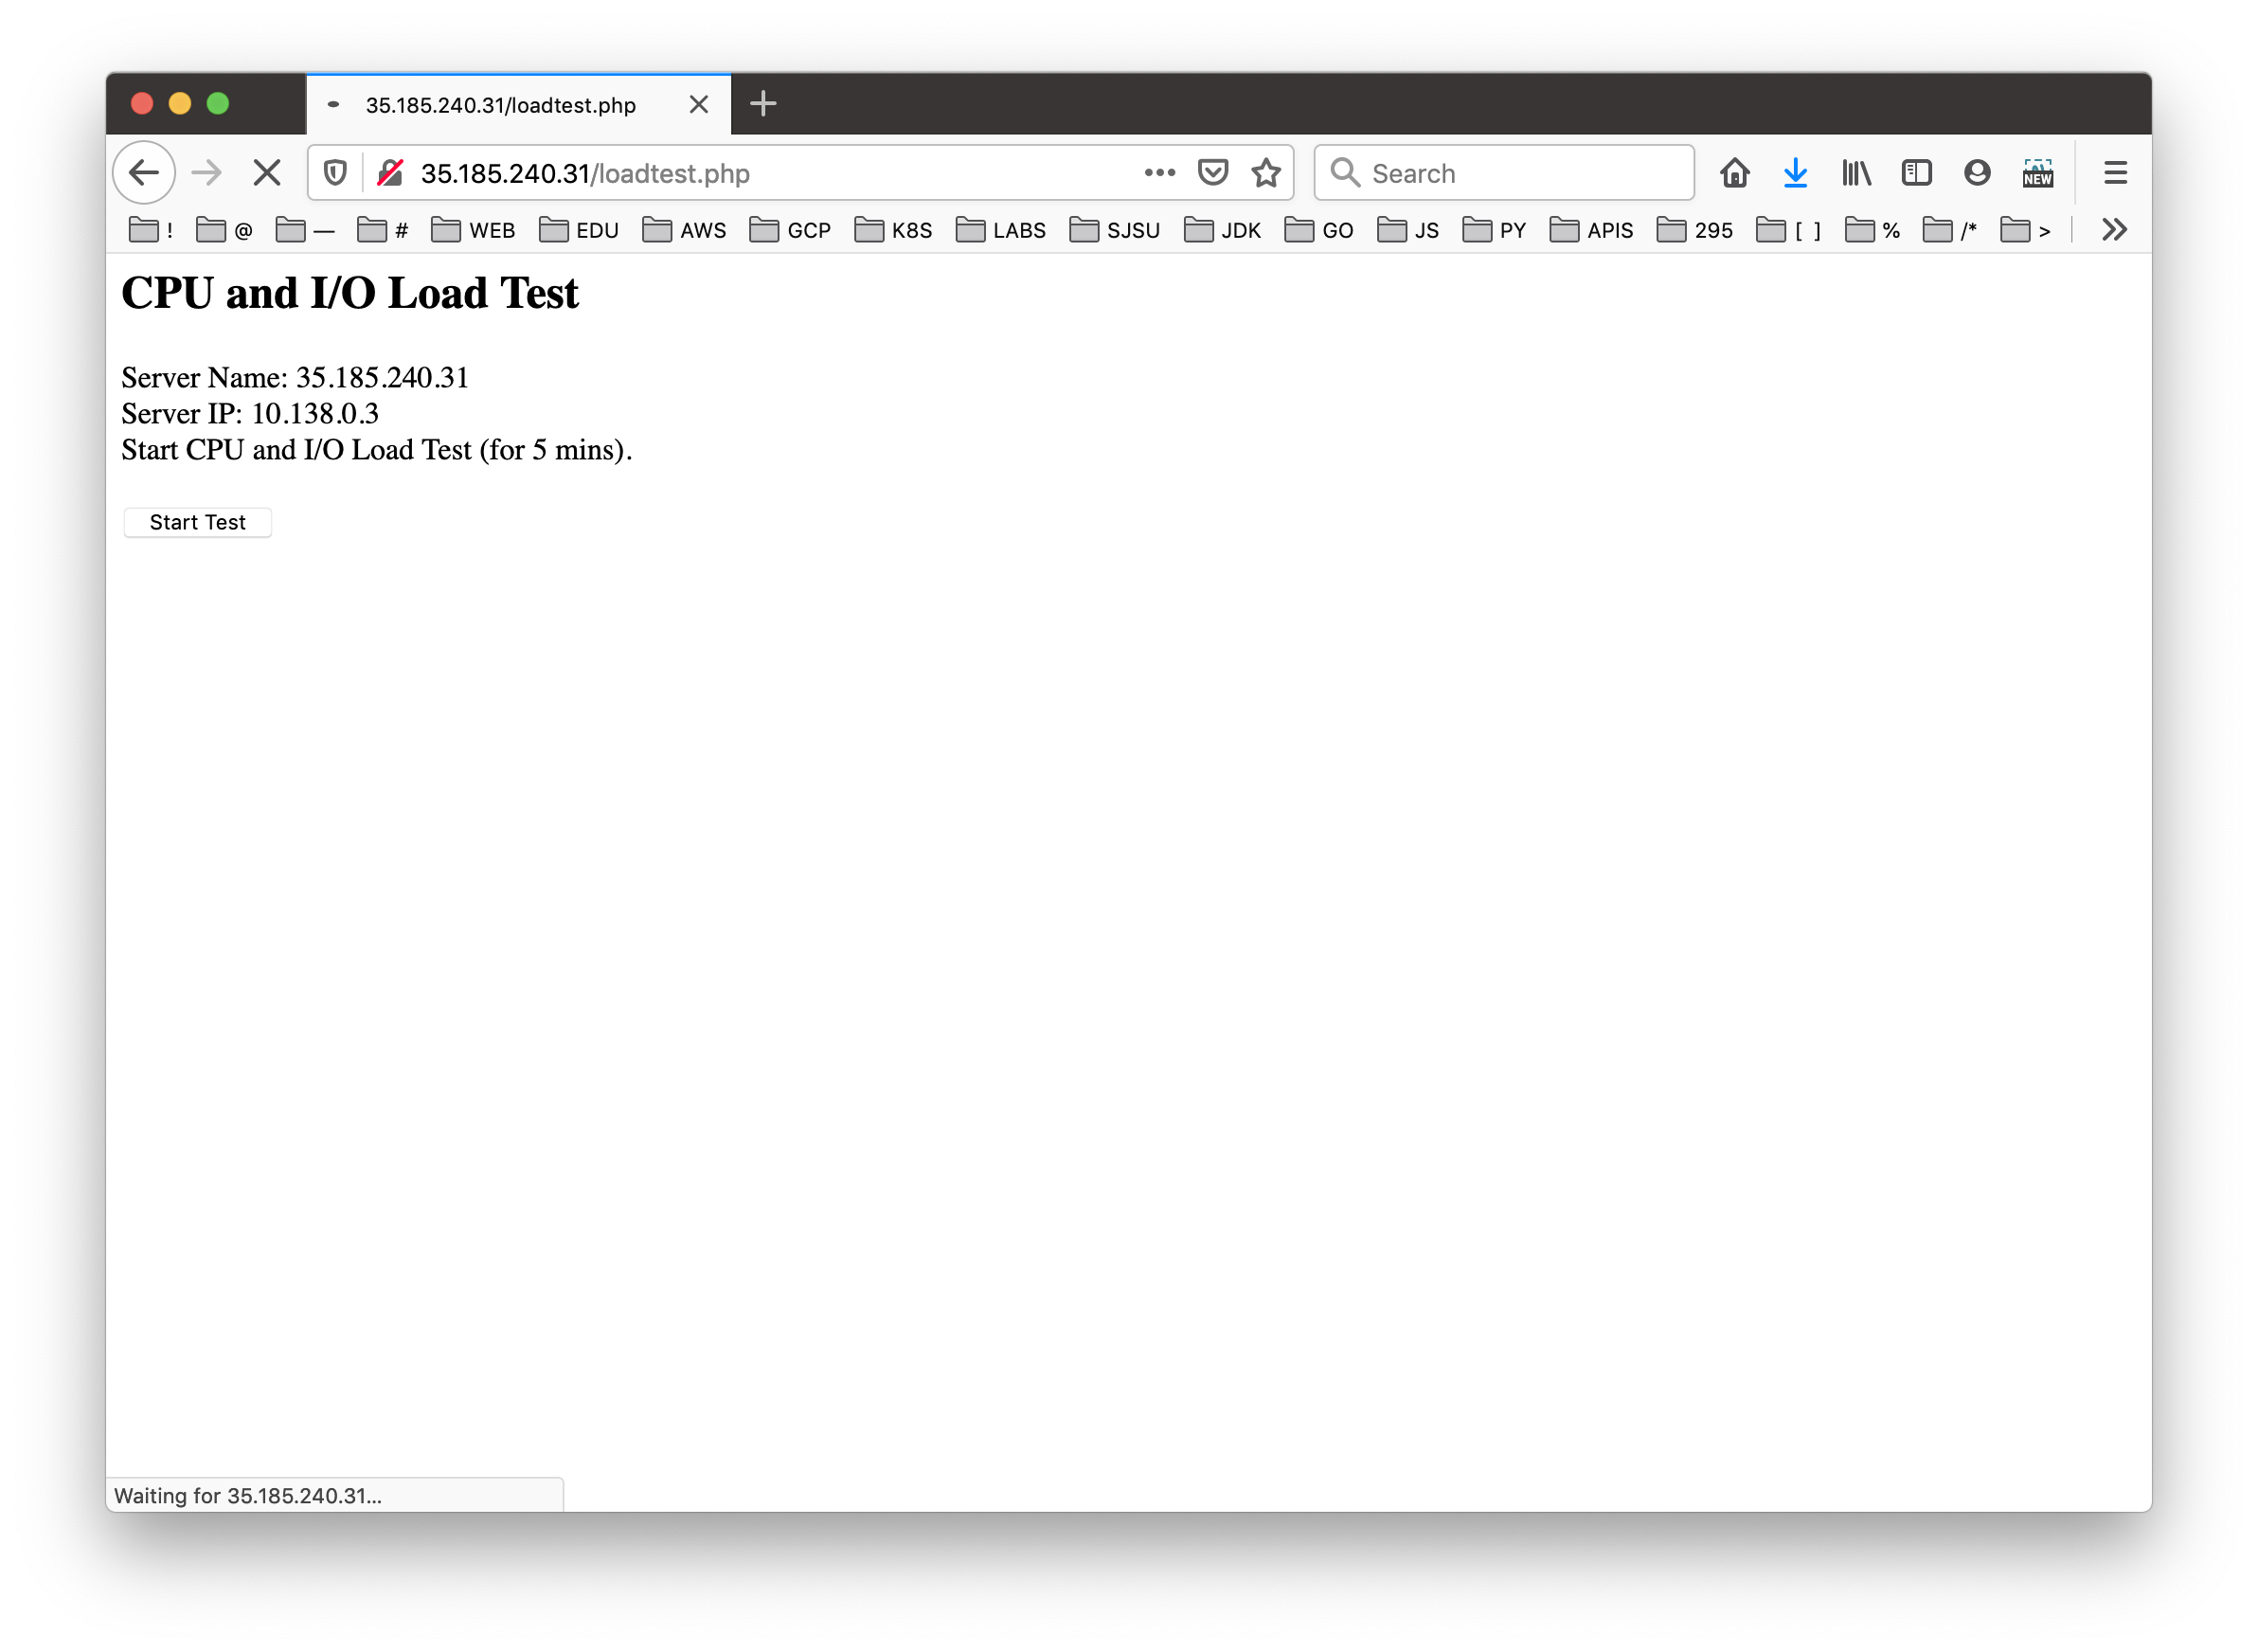 35.185.240.31/loadtest.php
35.185.240.31/loadtest.php Search
! @ — # WEB EDU AWS GCP K8S LABS SJSU JDK GO JS PY APIS 295 [ ] % /* >
NEW
CPU and I/O Load Test
Server Name: 35.185.240.31
Server IP: 10.138.0.3
Start CPU and I/O Load Test (for 5 mins).
Start Test
Waiting for 35.185.240.31...